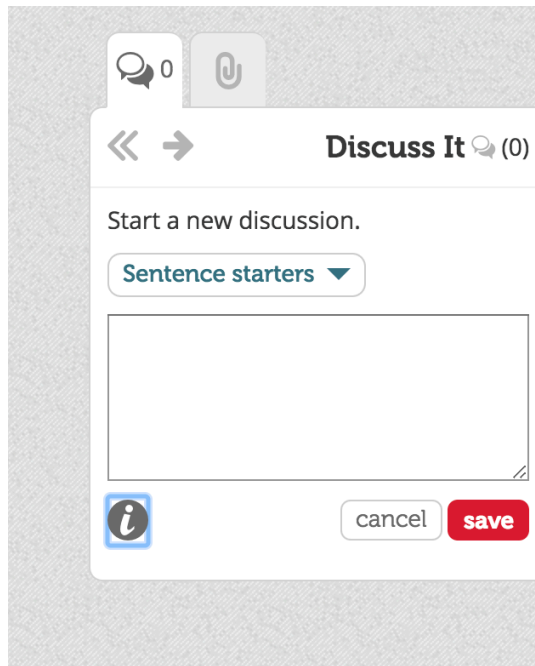 0
Discuss It (0)
Start a new discussion.
Sentence starters
i
cancel save